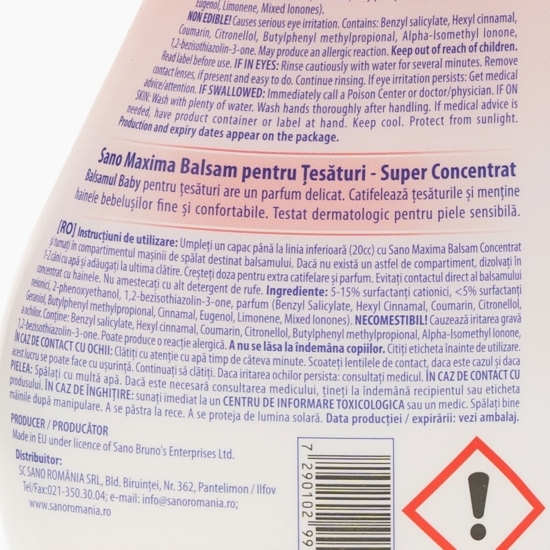 Eugenol, Limonene, Mixed Ionones).
NON EDIBLE! Causes serious eye irritation. Contains: Benzyl salicylate, Hexyl cinnamal,
Coumarin, Citronellol, Butylphenyl methylpropional, Alpha-Isomethyl Ionone,
1,2-bezisothiazolin-3-one. May produce an allergic reaction. Keep out of reach of children.
Read label before use. IF IN EYES: Rinse cautiously with water for several minutes. Remove
contact lenses, if present and easy to do. Continue rinsing. If eye irritation persists: Get medical
advice/attention. IF SWALLOWED: Immediately call a Poison Center or doctor/physician. IF ON
SKIN: Wash with plenty of water. Wash hands thoroughly after handling. If medical advice is
needed, have product container or label at hand. Keep cool. Protect from sunlight.
Production and expiry dates appear on the package.
Sano Maxima Balsam pentru Țesături - Super Concentrat
Balsamul Baby pentru țesături are un parfum delicat. Catifelează țesăturile și menține
hainele bebelușilor fine și confortabile. Testat dermatologic pentru piele sensibilă.
[RO] Instrucțiuni de utilizare: Umpleți un capac până la linia inferioară (20cc) cu Sano Maxima Balsam Concentrat
și turnați în compartimentul mașinii de spălat destinat balsamului. Dacă nu există un astfel de compartiment, dizolvați în
1-2 căni cu apă și adăugați la ultima clătire. Creșteți doza pentru extra catifelare și parfum. Evitați contactul direct al balsamului
concentrat cu hainele. Nu amestecați cu alt detergent de rufe. Ingrediente: 5-15% surfactanți cationici, <5% surfactanți
neionici, 2-phenoxyethanol, 1,2-bezisothiazolin-3-one, parfum (Benzyl Salicylate, Hexyl Cinnamal, Coumarin, Citronellol,
Geraniol, Butylphenyl methylpropional, Cinnamal, Eugenol, Limonene, Mixed Ionones). NECOMESTIBIL! Cauzează iritarea gravă
a ochilor. Conține: Benzyl salicylate, Hexyl cinnamal, Coumarin, Citronellol, Butylphenyl methylpropional, Alpha-Isomethyl Ionone,
1,2-bezisothiazolin-3-one. Poate produce o reacție alergică. A nu se lăsa la îndemâna copiilor. Citiți eticheta înainte de utilizare.
ÎN CAZ DE CONTACT CU OCHII: Clătiți cu atenție cu apă timp de câteva minute. Scoateți lentilele de contact, dacă este cazul și dacă
acest lucru se poate face cu ușurință. Continuați să clătiți. Daca iritarea ochilor persista: consultați medicul. ÎN CAZ DE CONTACT CU
PIELEA: Spălați cu multă apă. Dacă este necesară consultarea medicului, țineți la îndemână recipientul sau eticheta
produsului. ÎN CAZ DE ÎNGHIȚIRE: sunați imediat la un CENTRU DE INFORMARE TOXICOLOGICA sau un medic. Spălați bine
mâinile după manipulare. A se păstra la rece. A se proteja de lumina solară. Data producției / expirării: vezi ambalaj.
PRODUCER / PRODUCĂTOR
Made in EU under licence of Sano Bruno's Enterprises Ltd.
Distribuitor:
SC SANO ROMÂNIA SRL, Bld. Biruinței, Nr. 362, Pantelimon / Ilfov
Tel/Fax:021-350.30.04; e-mail: info@sanoromania.ro;
www.sanoromania.ro
7 290102 99